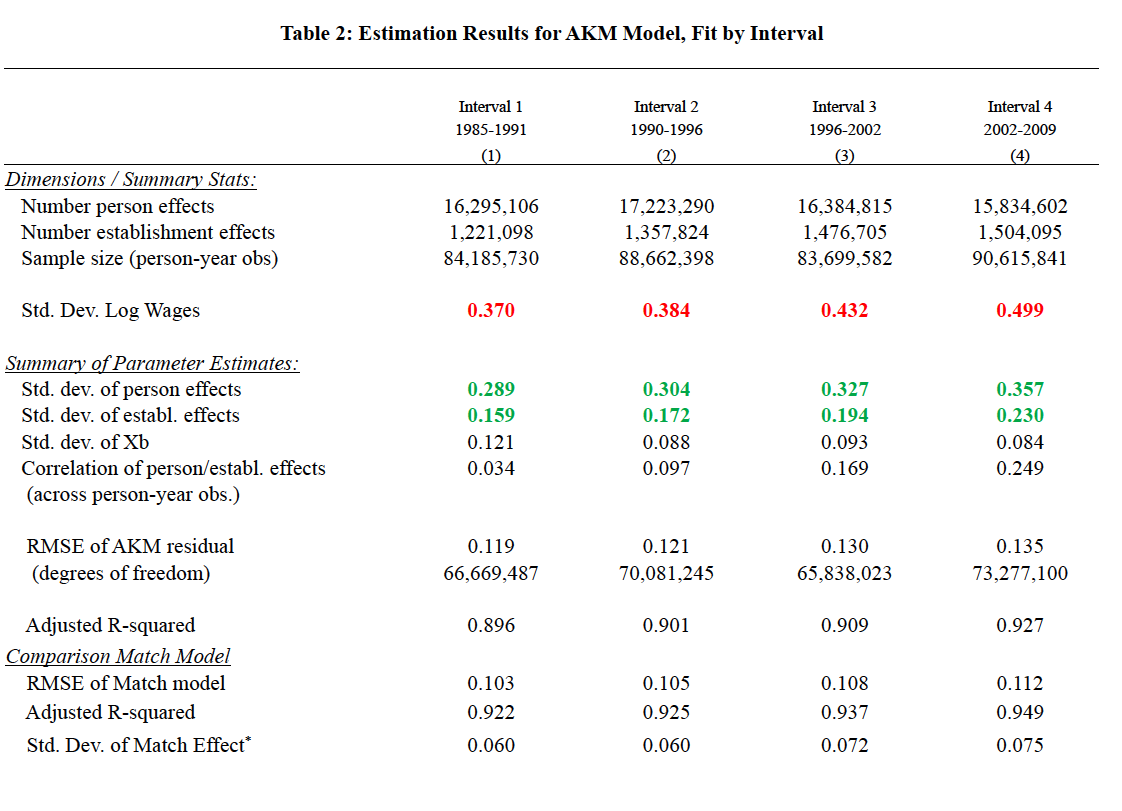 Table 2: Estimation Results for AKM Model, Fit by Interval
Interval 1 Interval 2 Interval 3 Interval 4
1985-1991 1990-1996 1996-2002 2002-2009
(1) (2) (3) (4)
Dimensions / Summary Stats:
Number person effects 16,295,106 17,223,290 16,384,815 15,834,602
Number establishment effects 1,221,098 1,357,824 1,476,705 1,504,095
Sample size (person-year obs) 84,185,730 88,662,398 83,699,582 90,615,841
Std. Dev. Log Wages 0.370 0.384 0.432 0.499
Summary of Parameter Estimates:
Std. dev. of person effects 0.289 0.304 0.327 0.357
Std. dev of establ. effects 0.159 0.172 0.194 0.230
Std. dev. of Xb 0.121 0.088 0.093 0.084
Correlation of person/establ. effects 0.034 0.097 0.169 0.249
(across person-year obs.)
RMSE of AKM residual 0.119 0.121 0.130 0.135
(degrees of freedom) 66,669,487 70,081,245 65,838,023 73,277,100
Adjusted R-squared 0.896 0.901 0.909 0.927
Comparison Match Model
RMSE of Match model 0.103 0.105 0.108 0.112
Adjusted R-squared 0.922 0.925 0.937 0.949
Std. Dev. of Match Effect* 0.060 0.060 0.072 0.075